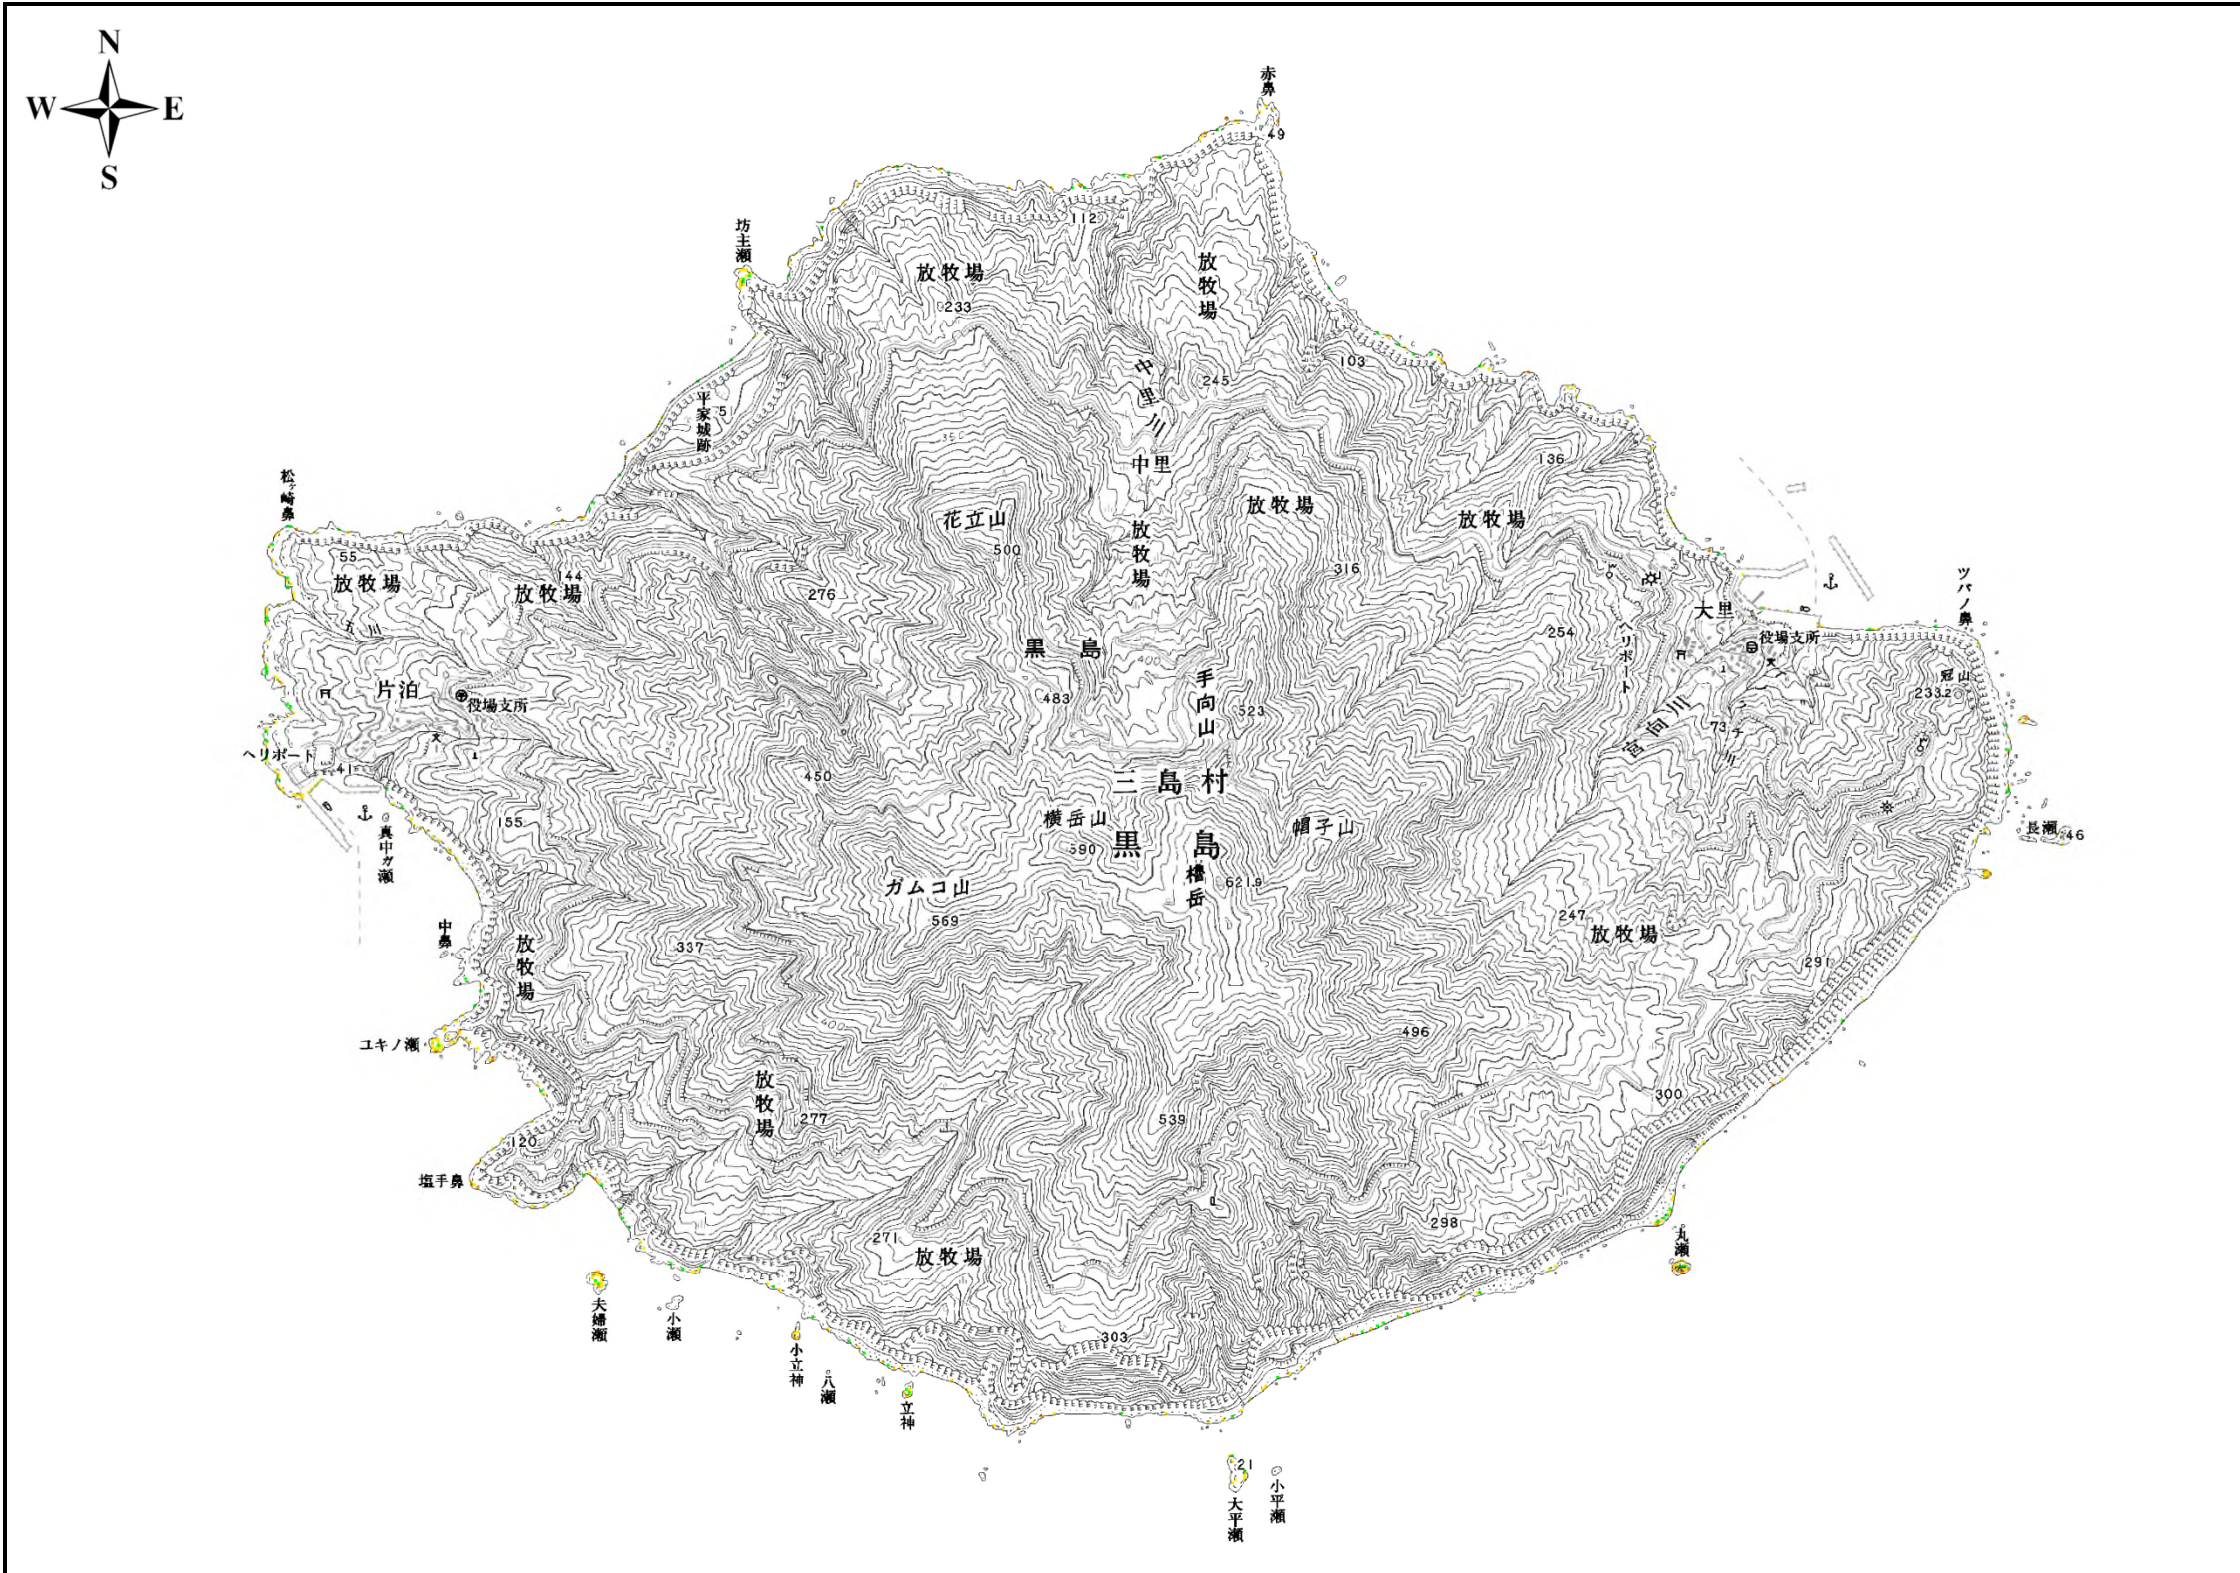 N
W E
S
赤鼻
49
坊主瀬
112
放牧場
放牧場
233
103
中里川
245
平家城跡
51
350
中里
136
松ヶ崎鼻
放牧場
放牧場
花立山
放牧場
500
55
放牧場
144
放牧場
276
316
ツバノ鼻
大里
254
ヘリポート
役場支所
黒島
400
手向山
冠山
233.2
片泊
役場支所
483
523
宮向川
73
ヘリポート
41
450
三島村
真中ガ瀬
155
横岳山
590
黒島
帽子山
長瀬
46
ガムコ山
569
櫓岳
621.9
中鼻
放牧場
337
247
放牧場
291
ユキノ瀬
400
496
放牧場
277
539
300
120
塩手鼻
271
放牧場
298
300
丸瀬
夫婦瀬
小瀬
小立神
八瀬
立神
303
21
大平瀬
小平瀬